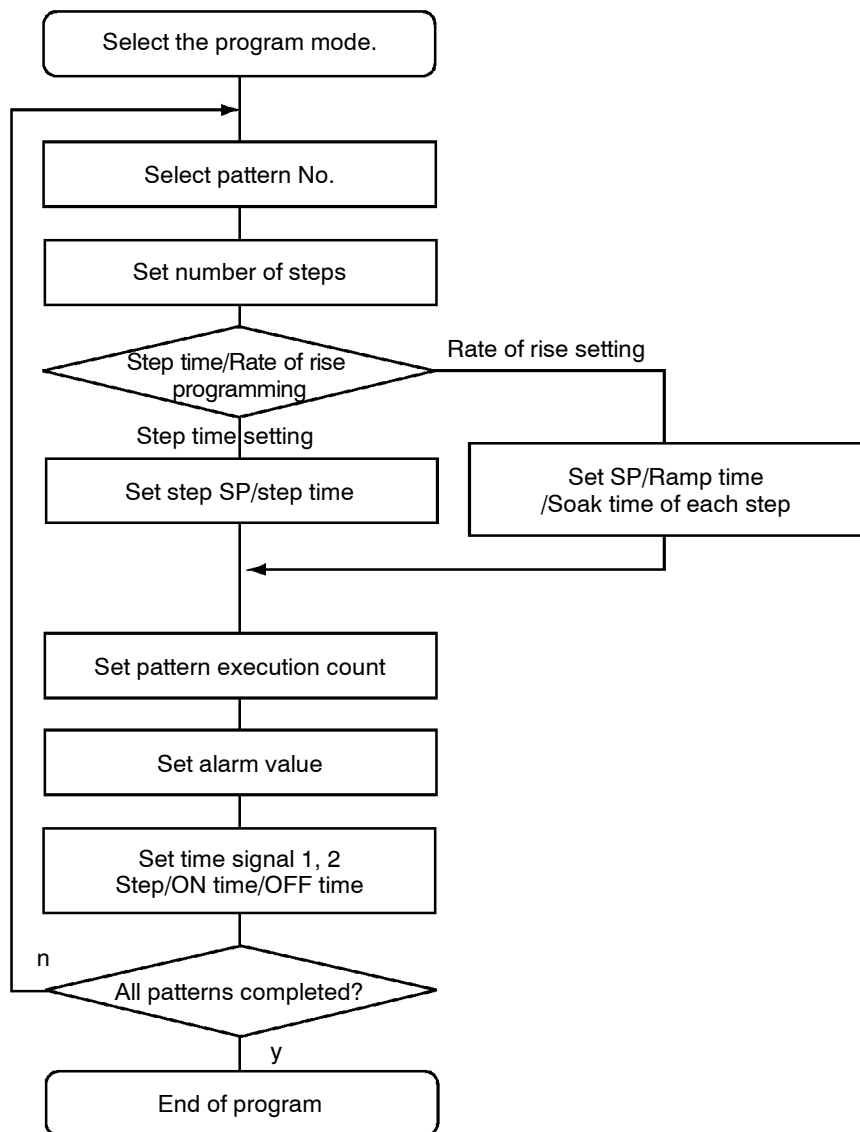 Select the program mode.
Select pattern No.
Set number of steps
Step time/Rate of rise
programming
Rate of rise setting
Step time setting
Set step SP/step time
Set SP/Ramp time
/Soak time of each step
Set pattern execution count
Set alarm value
Set time signal 1, 2
Step/ON time/OFF time
n
All patterns completed?
y
End of program